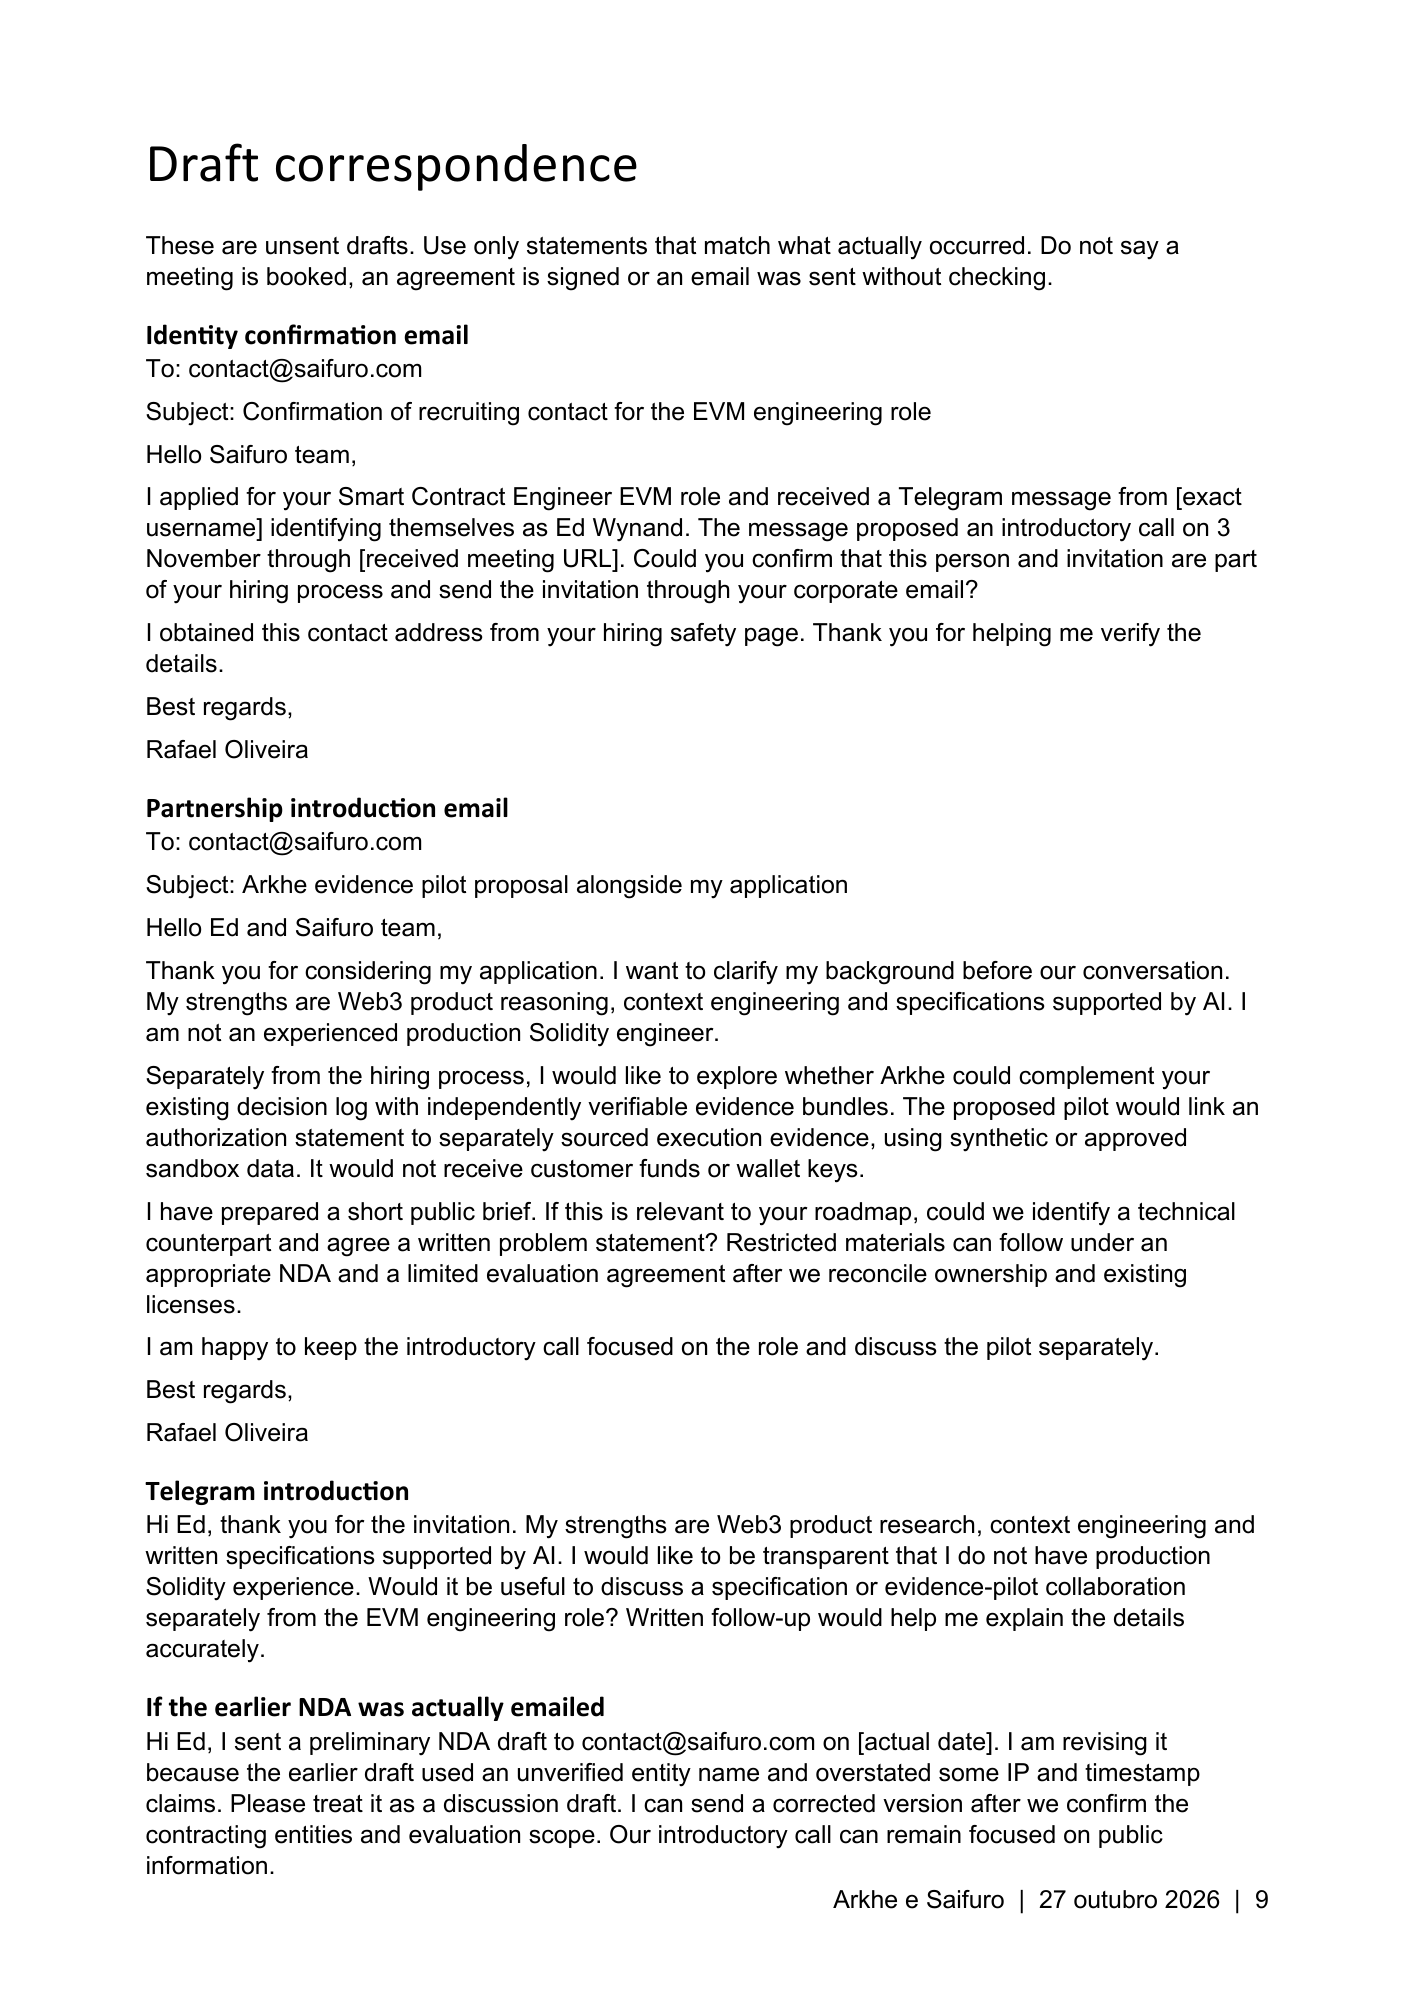 Draft correspondence
These are unsent drafts. Use only statements that match what actually occurred. Do not say a
meeting is booked, an agreement is signed or an email was sent without checking.
Identity confirmation email
To: contact@saifuro.com
Subject: Confirmation of recruiting contact for the EVM engineering role
Hello Saifuro team,
I applied for your Smart Contract Engineer EVM role and received a Telegram message from [exact
username] identifying themselves as Ed Wynand. The message proposed an introductory call on 3
November through [received meeting URL]. Could you confirm that this person and invitation are part
of your hiring process and send the invitation through your corporate email?
I obtained this contact address from your hiring safety page. Thank you for helping me verify the
details.
Best regards,
Rafael Oliveira
Partnership introduction email
To: contact@saifuro.com
Subject: Arkhe evidence pilot proposal alongside my application
Hello Ed and Saifuro team,
Thank you for considering my application. I want to clarify my background before our conversation.
My strengths are Web3 product reasoning, context engineering and specifications supported by AI. I
am not an experienced production Solidity engineer.
Separately from the hiring process, I would like to explore whether Arkhe could complement your
existing decision log with independently verifiable evidence bundles. The proposed pilot would link an
authorization statement to separately sourced execution evidence, using synthetic or approved
sandbox data. It would not receive customer funds or wallet keys.
I have prepared a short public brief. If this is relevant to your roadmap, could we identify a technical
counterpart and agree a written problem statement? Restricted materials can follow under an
appropriate NDA and a limited evaluation agreement after we reconcile ownership and existing
licenses.
I am happy to keep the introductory call focused on the role and discuss the pilot separately.
Best regards,
Rafael Oliveira
Telegram introduction
Hi Ed, thank you for the invitation. My strengths are Web3 product research, context engineering and
written specifications supported by AI. I would like to be transparent that I do not have production
Solidity experience. Would it be useful to discuss a specification or evidence-pilot collaboration
separately from the EVM engineering role? Written follow-up would help me explain the details
accurately.
If the earlier NDA was actually emailed
Hi Ed, I sent a preliminary NDA draft to contact@saifuro.com on [actual date]. I am revising it
because the earlier draft used an unverified entity name and overstated some IP and timestamp
claims. Please treat it as a discussion draft. I can send a corrected version after we confirm the
contracting entities and evaluation scope. Our introductory call can remain focused on public
information.
Arkhe e Saifuro | 27 outubro 2026 | 9